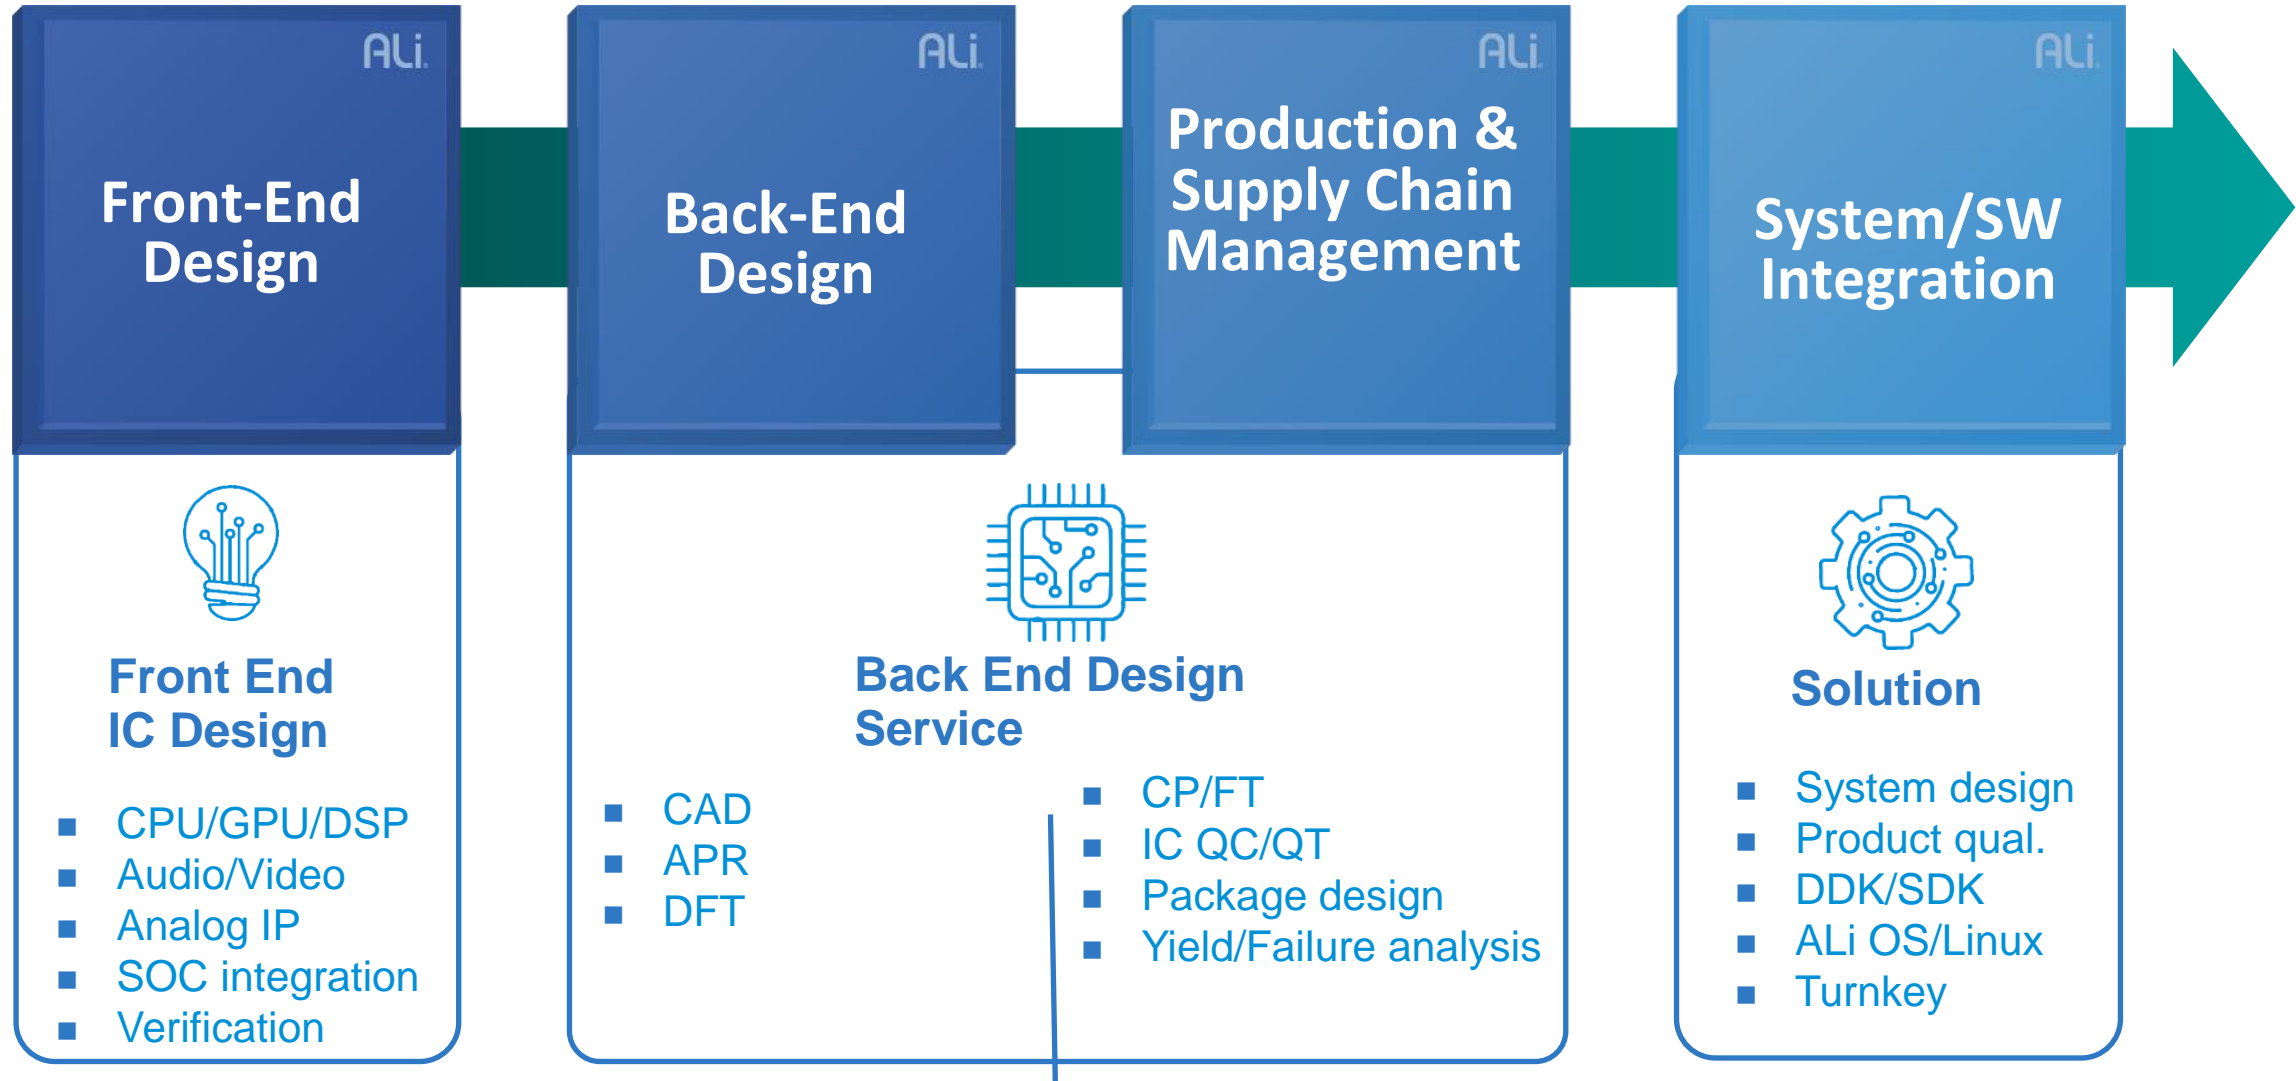 ALi
Front-End
Design
ALi
Back-End
Design
ALi
Production &
Supply Chain
Management
ALi
System/SW
Integration
Front End
IC Design
■ CPU/GPU/DSP
■ Audio/Video
■ Analog IP
■ SOC integration
■ Verification
Back End Design
Service
■ CAD
■ APR
■ DFT
■ CP/FT
■ IC QC/QT
■ Package design
■ Yield/Failure analysis
Solution
■ System design
■ Product qual.
■ DDK/SDK
■ ALi OS/Linux
■ Turnkey